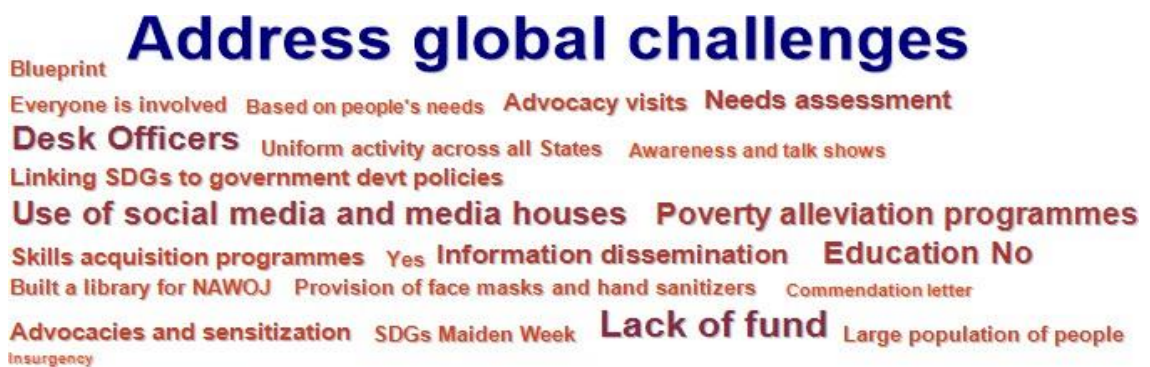 Address global challenges
Blueprint
Everyone is involved Based on people's needs Advocacy visits Needs assessment
Desk Officers Uniform activity across all States Awareness and talk shows
Linking SDGs to government devt policies
Use of social media and media houses Poverty alleviation programmes
Skills acquisition programmes Yes Information dissemination Education No
Built a library for NAWOJ Provision of face masks and hand sanitizers Commendation letter
Advocacies and sensitization SDGs Maiden Week Lack of fund Large population of people
Insurgency